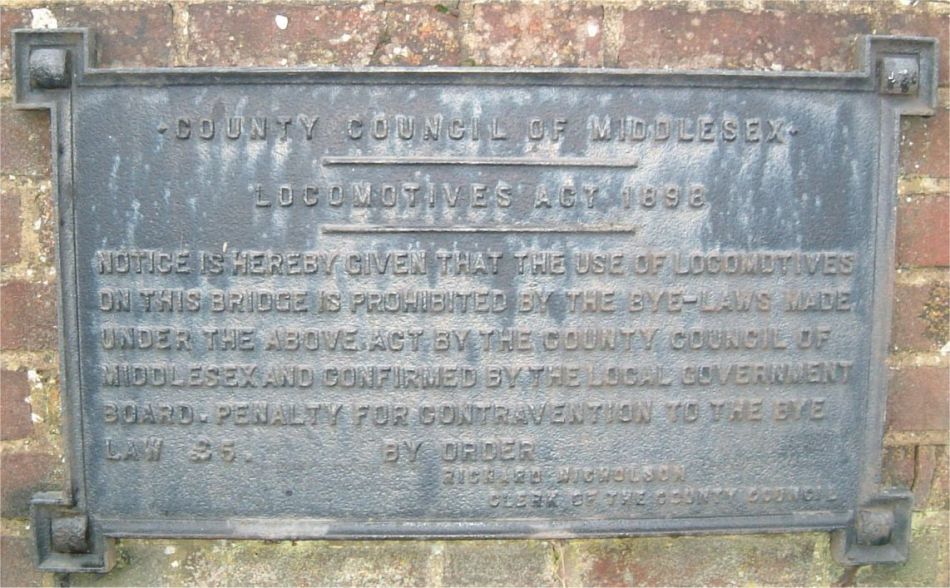 ·COUNTY COUNCIL OF MIDDLESEX·
LOCOMOTIVES ACT 1898
NOTICE IS HEREBY GIVEN THAT THE USE OF LOCOMOTIVES
ON THIS BRIDGE IS PROHIBITED BY THE BYE-LAWS MADE
UNDER THE ABOVE ACT BY THE COUNTY COUNCIL OF
MIDDLESEX AND CONFIRMED BY THE LOCAL GOVERNMENT
BOARD. PENALTY FOR CONTRAVENTION TO THE BYE
LAW £5. BY ORDER
RICHARD NICHOLSON
CLERK OF THE COUNTY COUNCIL